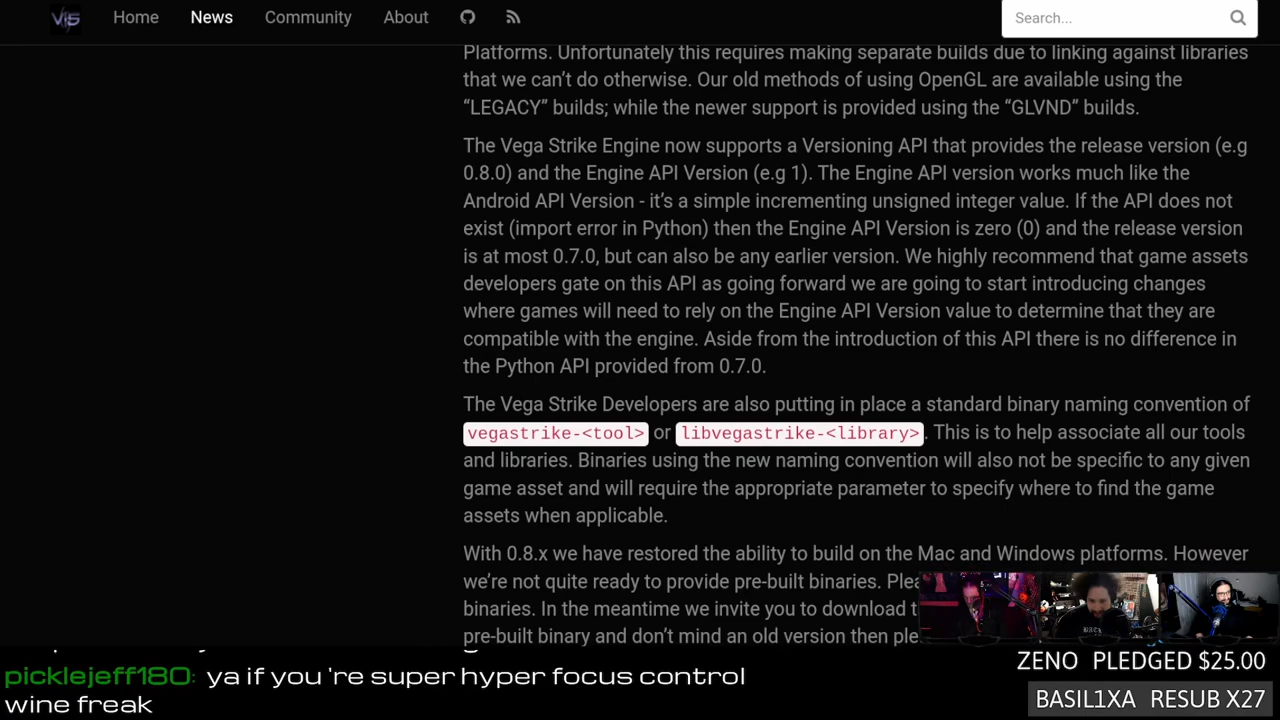 VS
Home
News
Community
About
Search...
Platforms. Unfortunately this requires making separate builds due to linking against libraries
that we can’t do otherwise. Our old methods of using OpenGL are available using the
“LEGACY” builds; while the newer support is provided using the “GLVND” builds.
The Vega Strike Engine now supports a Versioning API that provides the release version (e.g
0.8.0) and the Engine API Version (e.g 1). The Engine API version works much like the
Android API Version - it’s a simple incrementing unsigned integer value. If the API does not
exist (import error in Python) then the Engine API Version is zero (0) and the release version
is at most 0.7.0, but can also be any earlier version. We highly recommend that game assets
developers gate on this API as going forward we are going to start introducing changes
where games will need to rely on the Engine API Version value to determine that they are
compatible with the engine. Aside from the introduction of this API there is no difference in
the Python API provided from 0.7.0.
The Vega Strike Developers are also putting in place a standard binary naming convention of
vegastrike-<tool> or libvegastrike-<library>. This is to help associate all our tools
and libraries. Binaries using the new naming convention will also not be specific to any given
game asset and will require the appropriate parameter to specify where to find the game
assets when applicable.
With 0.8.x we have restored the ability to build on the Mac and Windows platforms. However
we’re not quite ready to provide pre-built binaries.
binaries. In the meantime we invite you to download
pre-built binary and don’t mind an old version then
picklejeff180: ya if you 're super hyper focus control
wine freak
ZENO PLEDGED $25.00
BASIL1XA RESUB X27